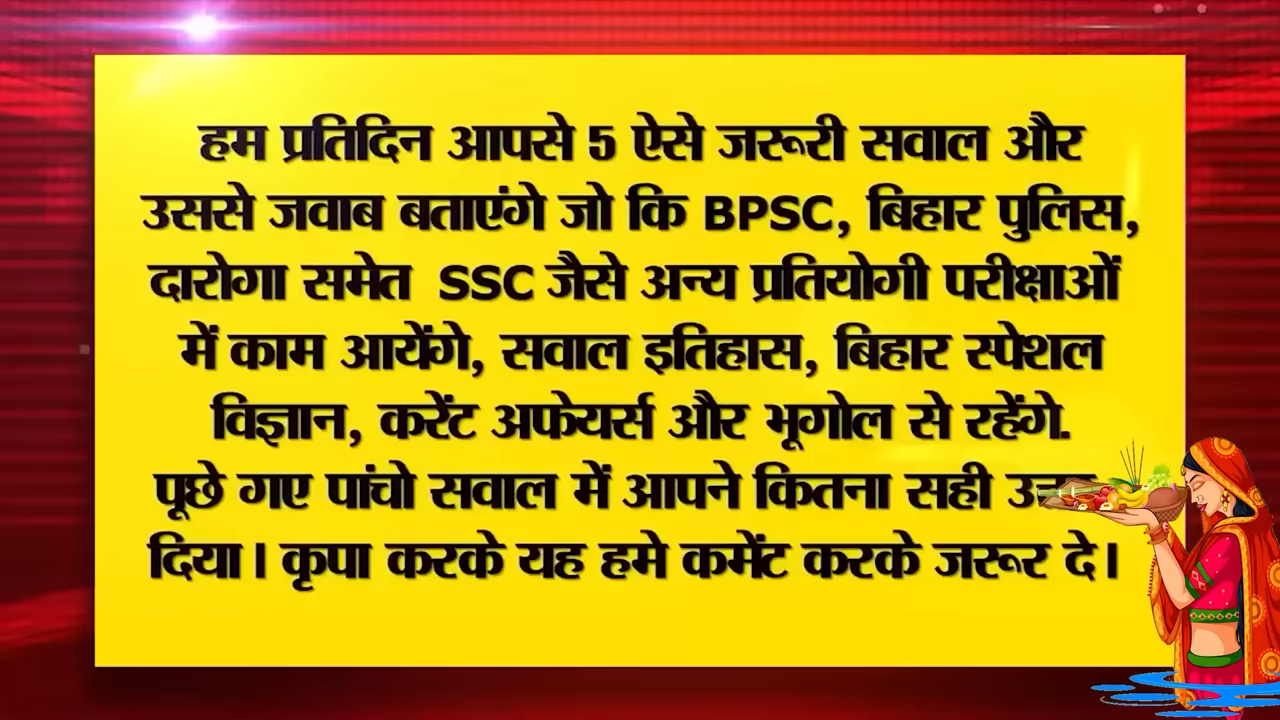 हम प्रतिदिन आपसे 5 ऐसे जरूरी सवाल और
उससे जवाब बताएंगे जो कि BPSC, बिहार पुलिस,
दारोगा समेत SSC जैसे अन्य प्रतियोगी परीक्षाओं
में काम आयेंगे, सवाल इतिहास, बिहार स्पेशल
विज्ञान, करेंट अफेयर्स और भूगोल से रहेंगे.
पूछे गए पांचो सवाल में आपने कितना सही
दिया। कृपा करके यह हमे कमेंट करके जरूर दे।